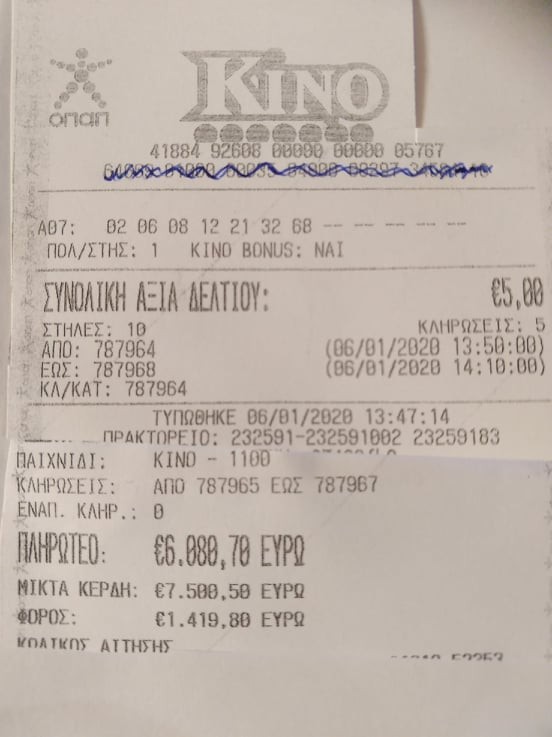 οπαπ
ΚΙΝΟ
41884 92608 00000 00000 05767
Α07: 02 06 08 12 21 32 68 -- -- -- -- --
ΠΟΛ/ΣΤΗΣ: 1 KINO BONUS: ΝΑΙ
ΣΥΝΟΛΙΚΗ ΑΞΙΑ ΔΕΛΤΙΟΥ: €5,00
ΣΤΗΛΕΣ: 10 ΚΛΗΡΩΣΕΙΣ: 5
ΑΠΟ: 787964 (06/01/2020 13:50:00)
ΕΩΣ: 787968 (06/01/2020 14:10:00)
ΚΛ/ΚΑΤ: 787964
ΤΥΠΩΘΗΚΕ 06/01/2020 13:47:14
ΠΡΑΚΤΟΡΕΙΟ: 232591-232591002 23259183
ΠΑΙΧΝΙΔΙ: ΚΙΝΟ - 1100
ΚΛΗΡΩΣΕΙΣ: ΑΠΟ 787965 ΕΩΣ 787967
ΕΝΑΠ. ΚΛΗΡ.: 0
ΠΛΗΡΩΤΕΟ: €6.080,70 ΕΥΡΩ
ΜΙΚΤΑ ΚΕΡΔΗ: €7.500,50 ΕΥΡΩ
ΦΟΡΟΣ: €1.419,80 ΕΥΡΩ
ΚΩΔΙΚΟΣ ΑΙΤΗΣΗΣ